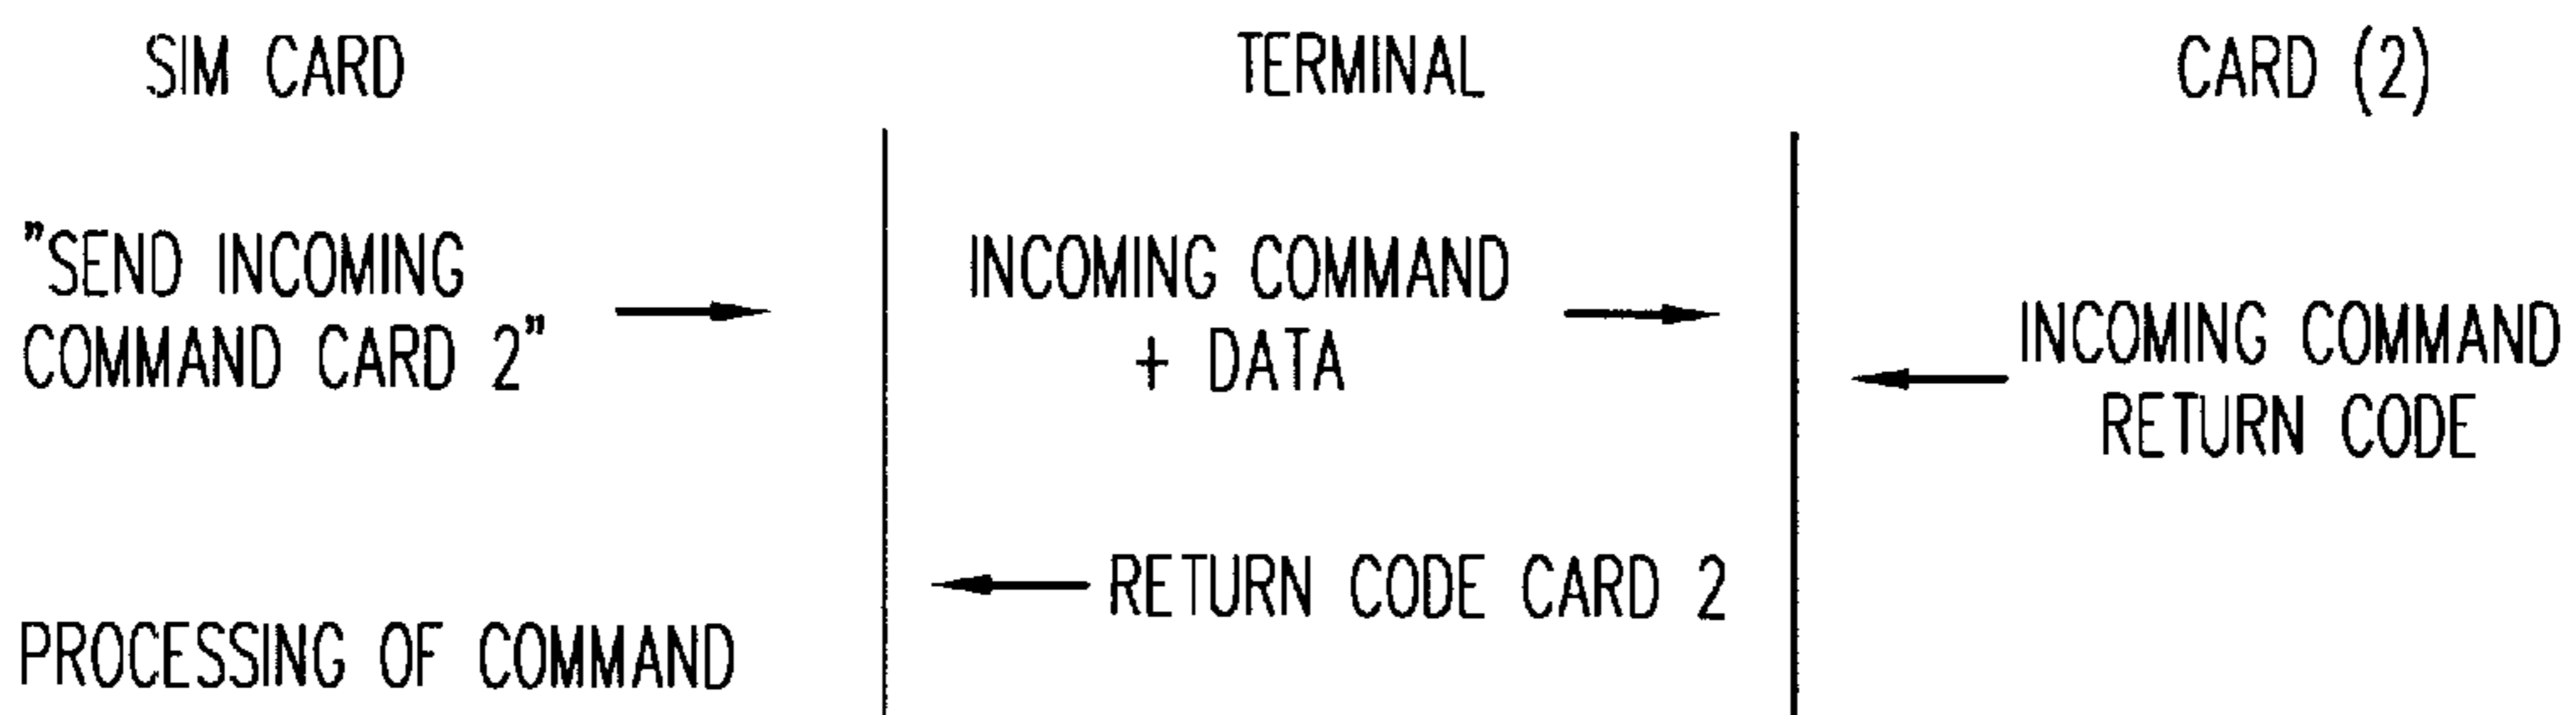 SIM CARD
TERMINAL
CARD (2)
"SEND INCOMING
COMMAND CARD 2"
INCOMING COMMAND
+ DATA
INCOMING COMMAND
RETURN CODE
RETURN CODE CARD 2
PROCESSING OF COMMAND